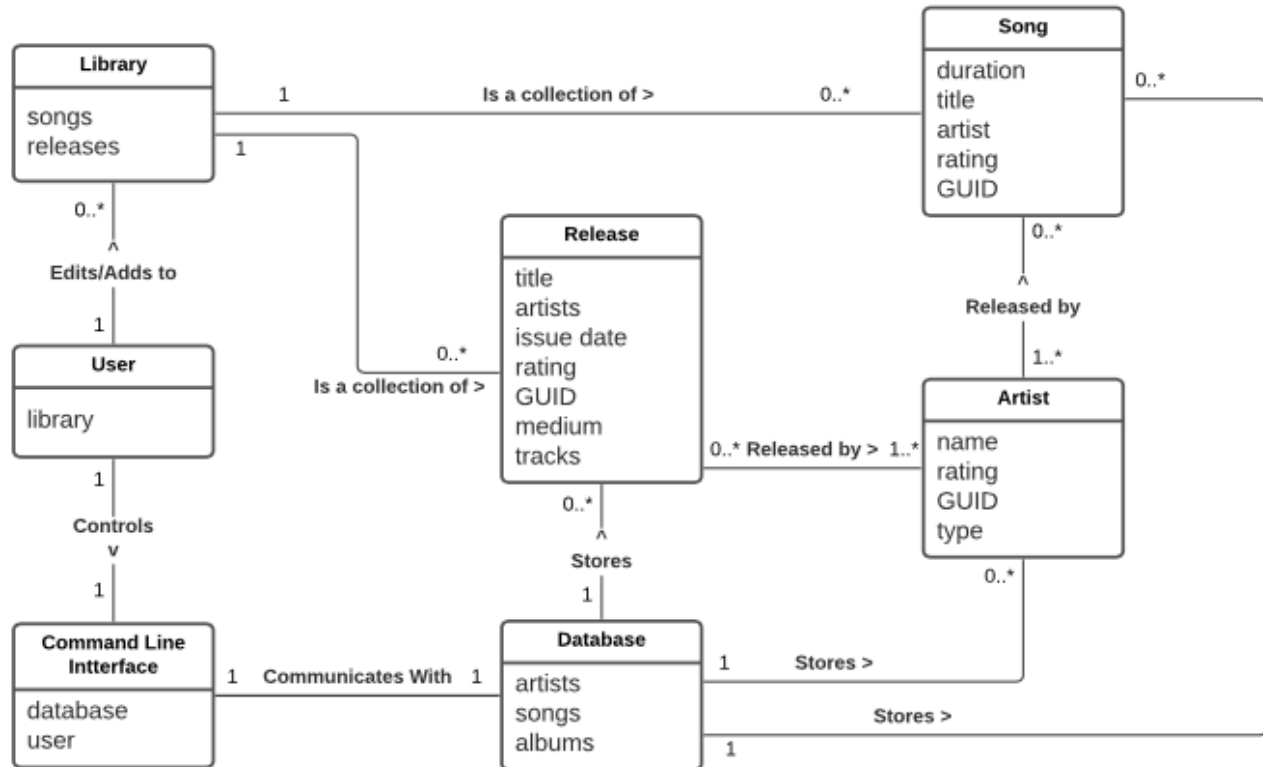 Library
songs
releases
1
Is a collection of >
0..*
Song
duration
title
artist
rating
GUID
0..*
1
0..*
^
Edits/Adds to
1
0..*
Is a collection of >
Release
title
artists
issue date
rating
GUID
medium
tracks
0..*
^
Released by
1..*
User
library
1
Controls
v
1
0..* Released by > 1..*
Artist
name
rating
GUID
type
0..*
^
Stores
1
0..*
Command Line
Intterface
database
user
1 Communicates With 1
Database
artists
songs
albums
1 Stores >
Stores >
1